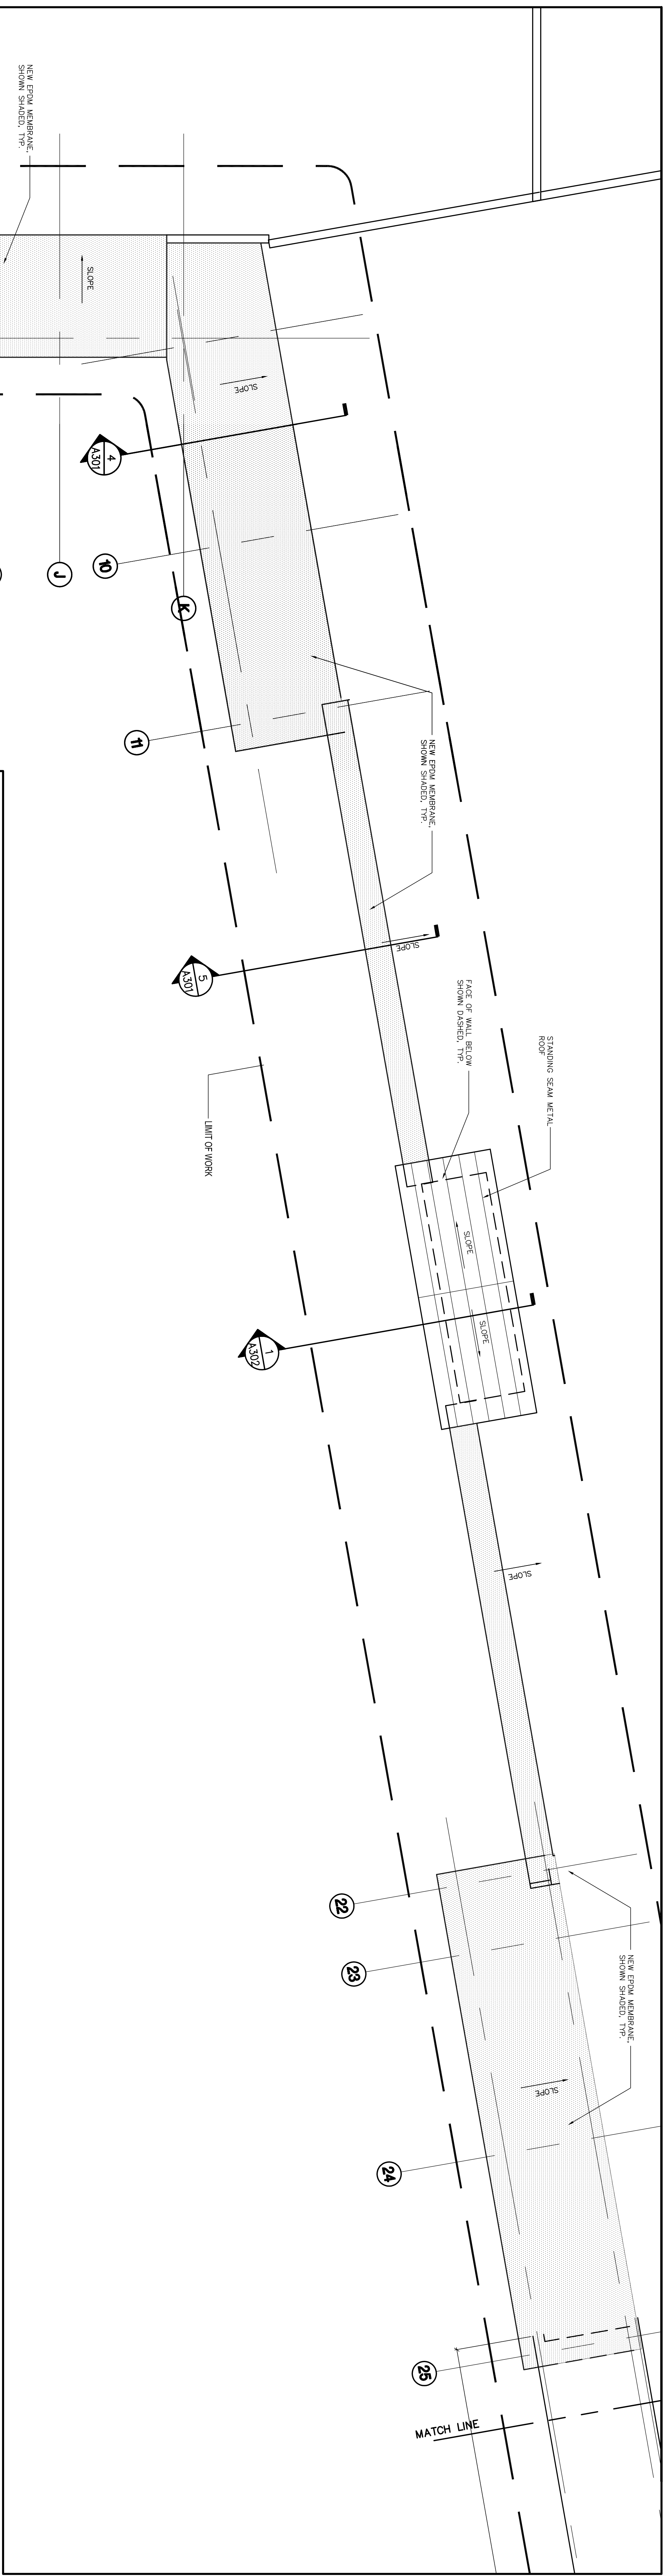 NEW EPDM MEMBRANE,
SHOWN SHADED, TYP.
SLOPE
SLOPE
4
A301
J
10
K
11
NEW EPDM MEMBRANE,
SHOWN SHADED, TYP.
SLOPE
5
A301
FACE OF WALL BELOW
SHOWN DASHED, TYP.
STANDING SEAM METAL
ROOF
LIMIT OF WORK
SLOPE
SLOPE
1
A302
SLOPE
22
23
NEW EPDM MEMBRANE,
SHOWN SHADED, TYP.
SLOPE
24
25
MATCH LINE